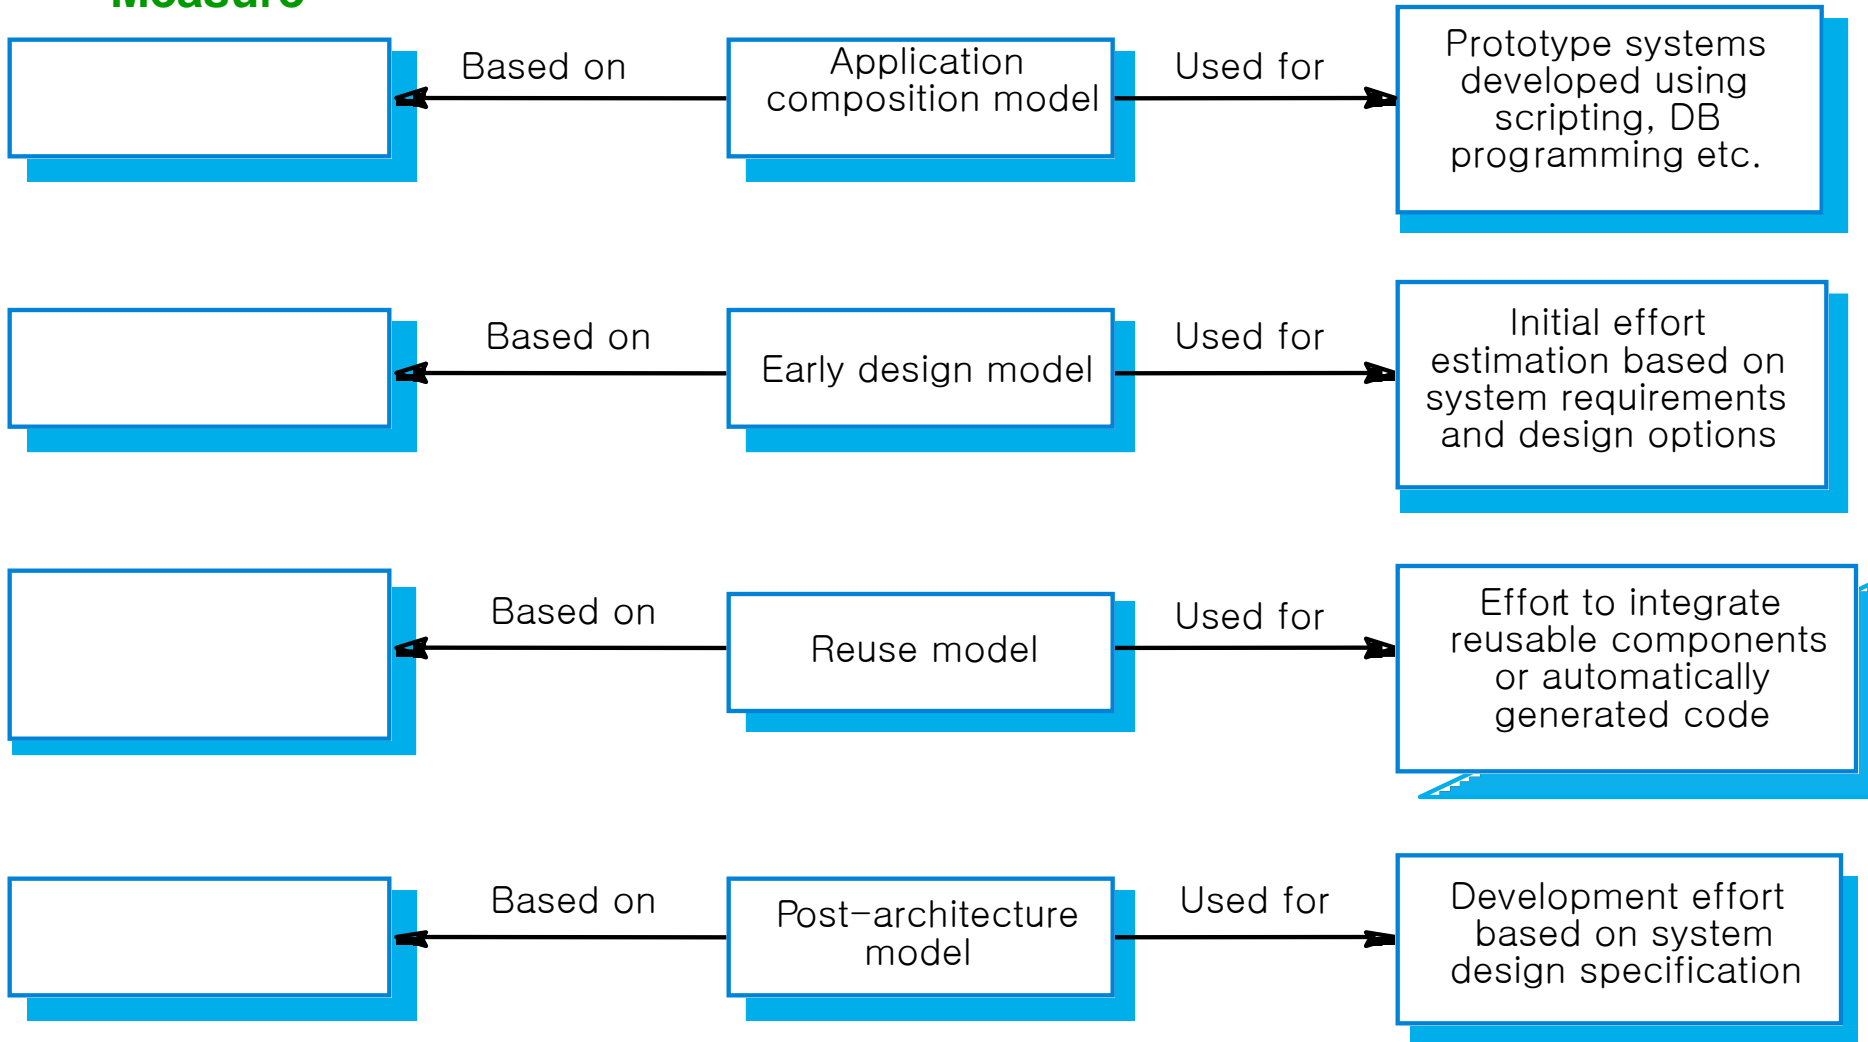 Measure
Based on
Application
composition model
Used for
Prototype systems
developed using
scripting, DB
programming etc.
Based on
Early design model
Used for
Initial effort
estimation based on
system requirements
and design options
Based on
Reuse model
Used for
Effort to integrate
reusable components
or automatically
generated code
Based on
Post-architecture
model
Used for
Development effort
based on system
design specification